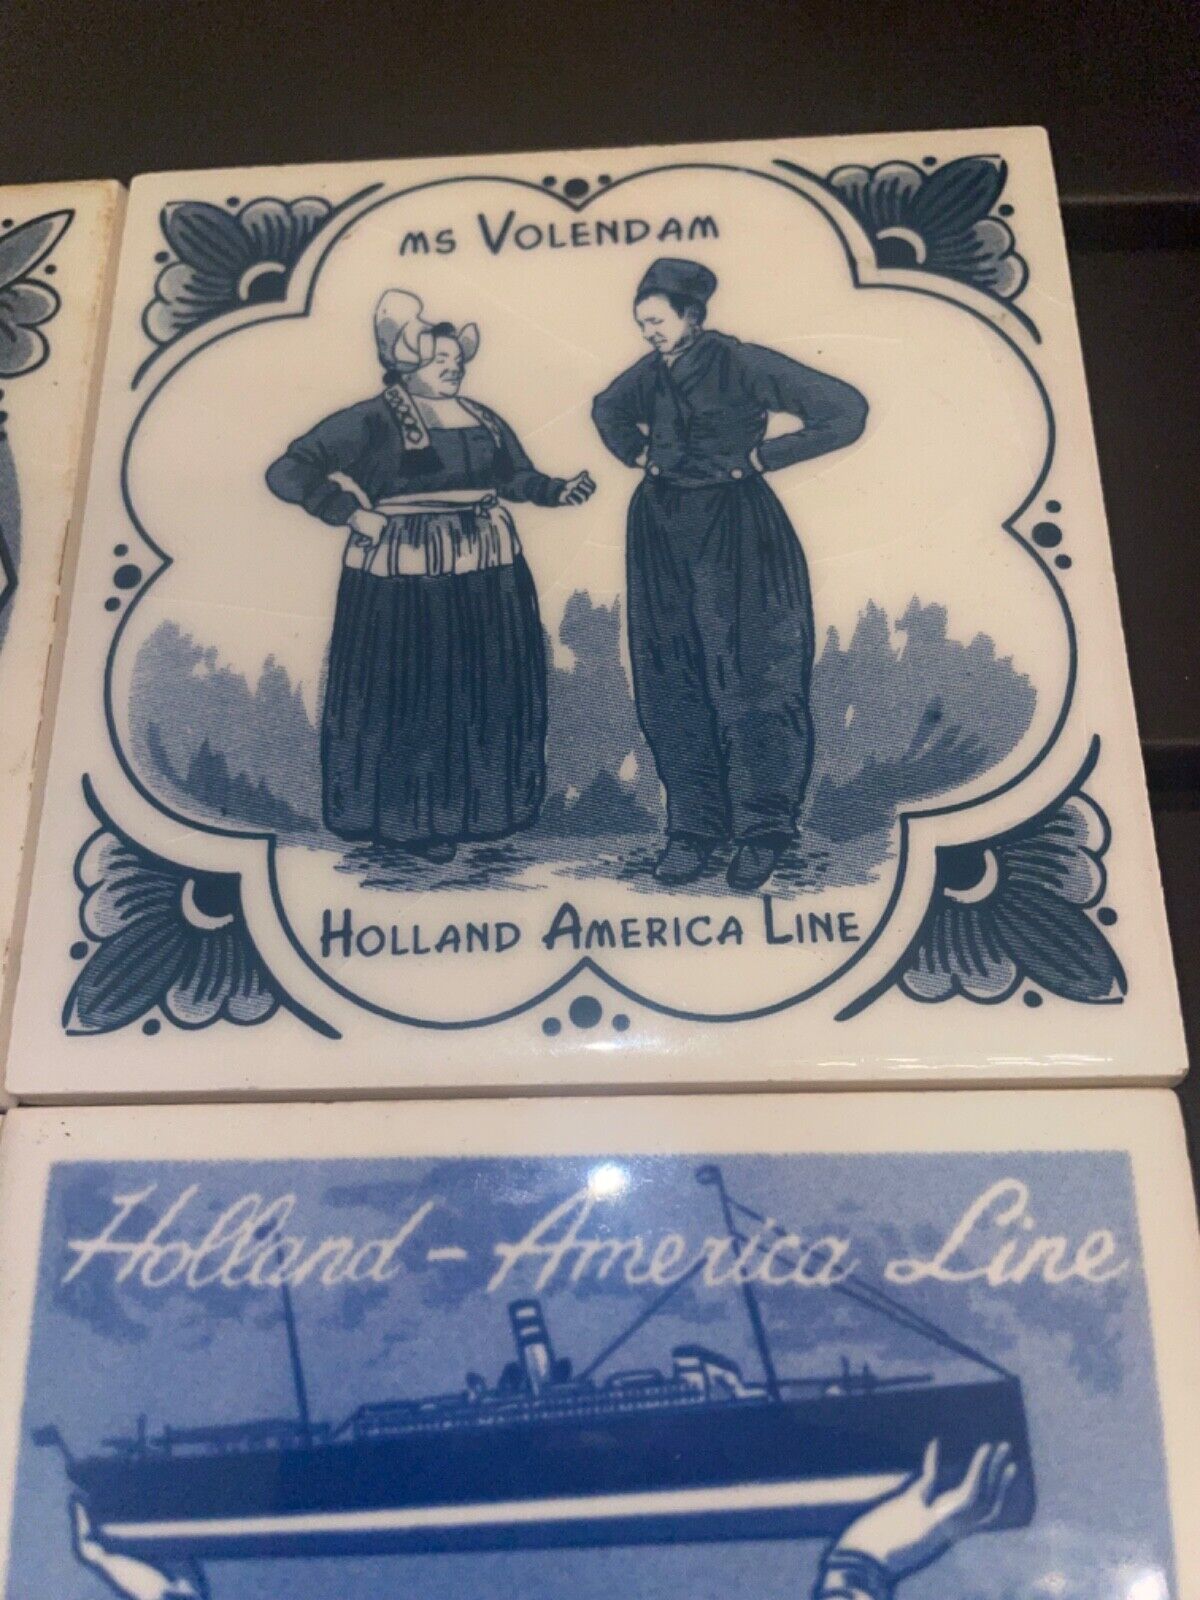 ms Volendam
Holland America Line
Holland - America Line